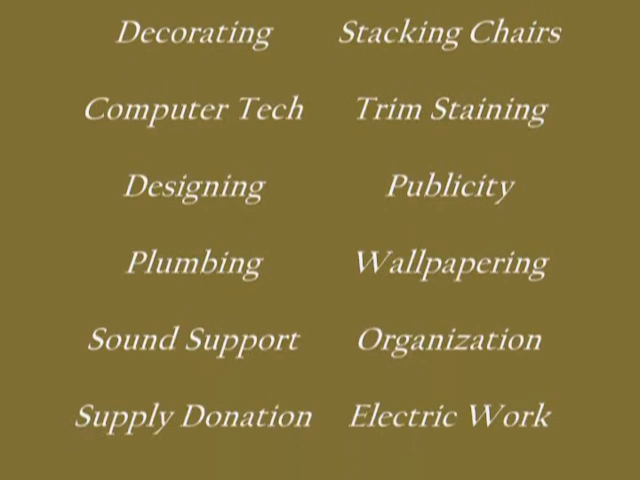 Decorating
Stacking Chairs
Computer Tech
Trim Staining
Designing
Publicity
Plumbing
Wallpapering
Sound Support
Organization
Supply Donation
Electric Work